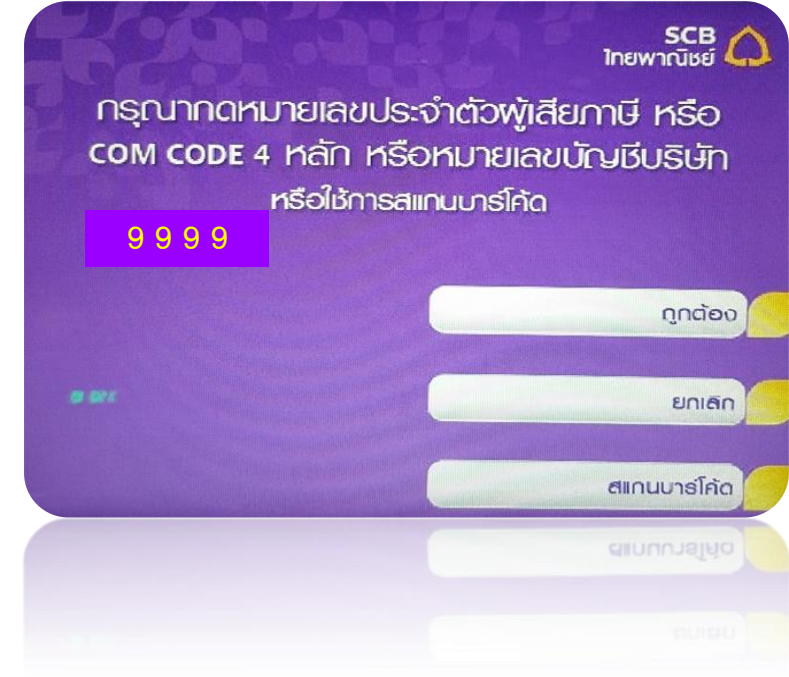 SCB
ไทยพาณิชย์
กรุณากดหมายเลขประจำตัวผู้เสียภาษี หรือ
COM CODE 4 หลัก หรือหมายเลขบัญชีบริษัท
หรือใช้การสแกนบาร์โค้ด
9 9 9 9
ถูกต้อง
ยกเลิก
สแกนบาร์โค้ด